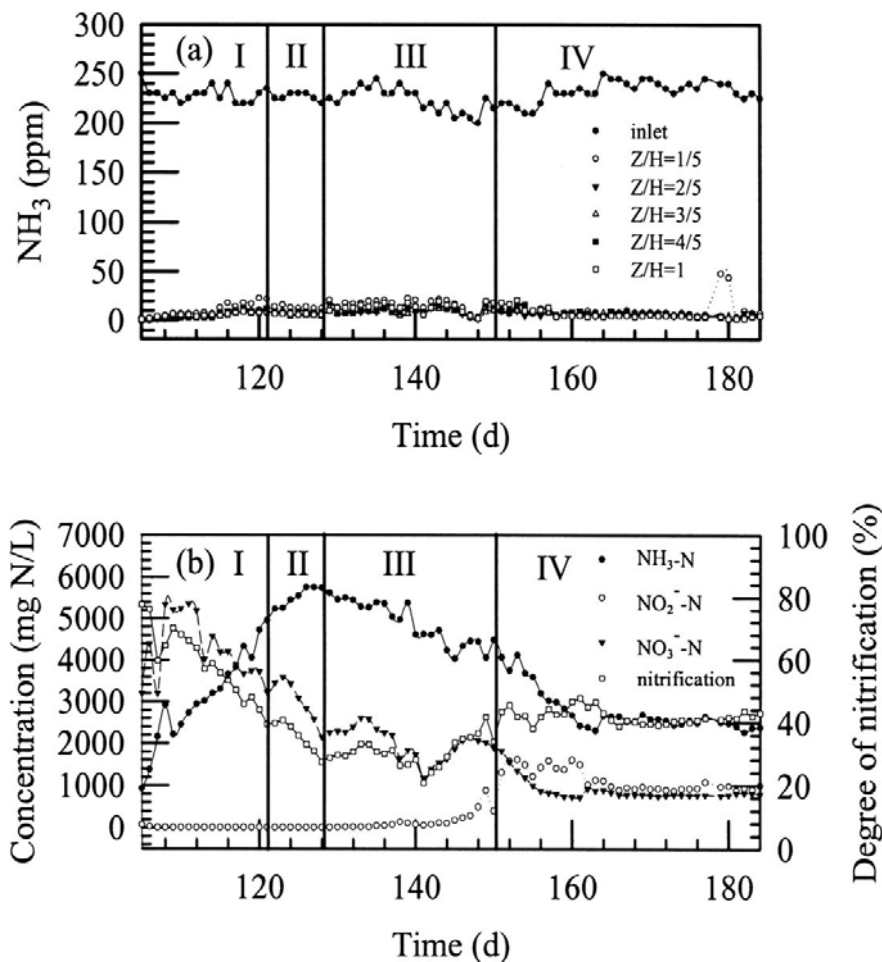 300
(a) I II III IV
250
200
150
100
50
0
NH₃ (ppm)
inlet
Z/H=1/5
Z/H=2/5
Z/H=3/5
Z/H=4/5
Z/H=1
120 140 160 180
Time (d)
7000
6000
5000
4000
3000
2000
1000
0
Concentration (mg N/L)
(b) I II III IV
NH₃-N
NO₂⁻-N
NO₃⁻-N
nitrification
100
80
60
40
20
0
Degree of nitrification (%)
120 140 160 180
Time (d)